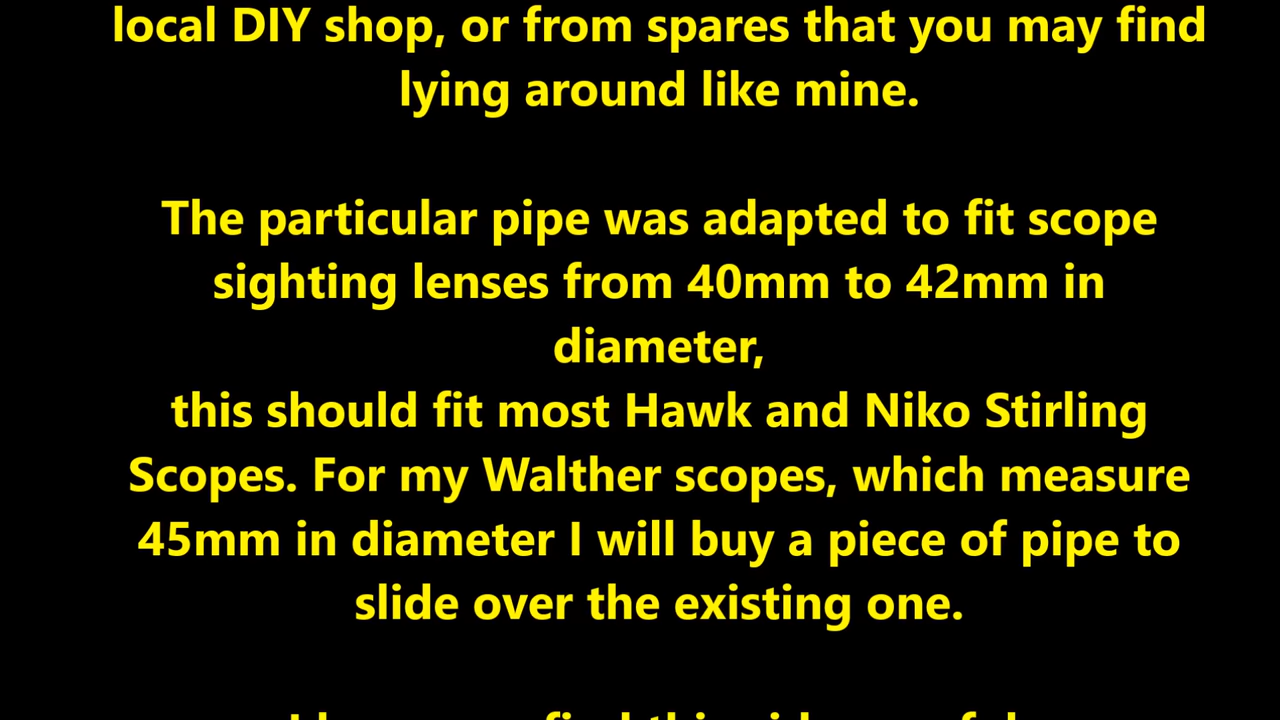 local DIY shop, or from spares that you may find
lying around like mine.
The particular pipe was adapted to fit scope
sighting lenses from 40mm to 42mm in
diameter,
this should fit most Hawk and Niko Stirling
Scopes. For my Walther scopes, which measure
45mm in diameter I will buy a piece of pipe to
slide over the existing one.